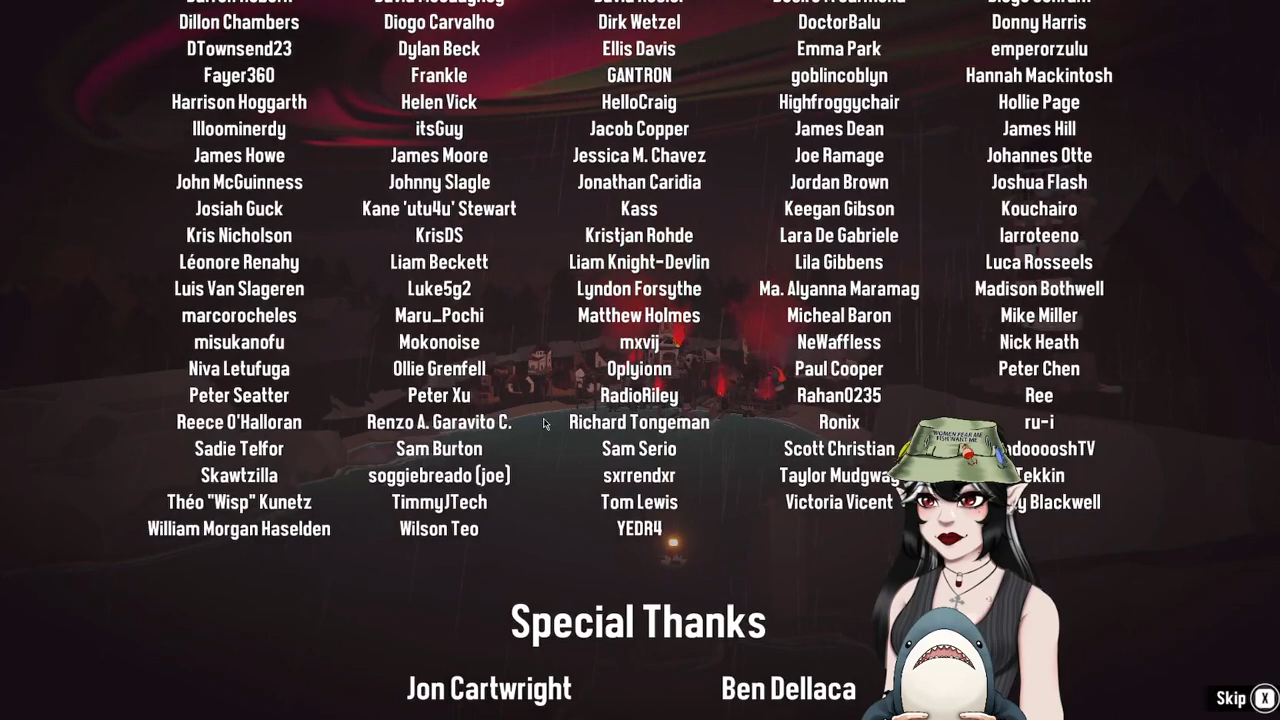 Dillon Chambers Diogo Carvalho Dirk Wetzel DoctorBalu Donny Harris
DTownsend23 Dylan Beck Ellis Davis Emma Park emperorzulu
Fayer360 Frankle GANTRON goblincoblyn Hannah Mackintosh
Harrison Hoggarth Helen Vick HelloCraig Highfroggychair Hollie Page
Illoominerdy itsGuy Jacob Copper James Dean James Hill
James Howe James Moore Jessica M. Chavez Joe Ramage Johannes Otte
John McGuinness Johnny Slagle Jonathan Caridia Jordan Brown Joshua Flash
Josiah Guck Kane 'utu4u' Stewart Kass Keegan Gibson Kouchairo
Kris Nicholson KrisDS Kristjan Rohde Lara De Gabriele larroteeno
Léonore Renahy Liam Beckett Liam Knight-Devlin Lila Gibbens Luca Rosseels
Luis Van Slageren Luke5g2 Lyndon Forsythe Ma. Alyanna Maramag Madison Bothwell
marcorocheles Maru_Pochi Matthew Holmes Micheal Baron Mike Miller
misukanofu Mokonoise mxvij NeWaffless Nick Heath
Niva Letufuga Ollie Grenfell Oplyionn Paul Cooper Peter Chen
Peter Seatter Peter Xu RadioRiley Rahan0235 Ree
Reece O'Halloran Renzo A. Garavito C. Richard Tongeman Ronix ru-i
Sadie Telfor Sam Burton Sam Serio Scott Christian
Skawtzilla soggiebreado (joe) sxrrendxr Taylor
Théo "Wisp" Kunetz TimmyJTech Tom Lewis Victoria Vicent Blackwell
William Morgan Haselden Wilson Teo YEDR4
WOMEN FEAR ME
FISH WANT ME
Special Thanks
Jon Cartwright Ben Dellaca
Skip X